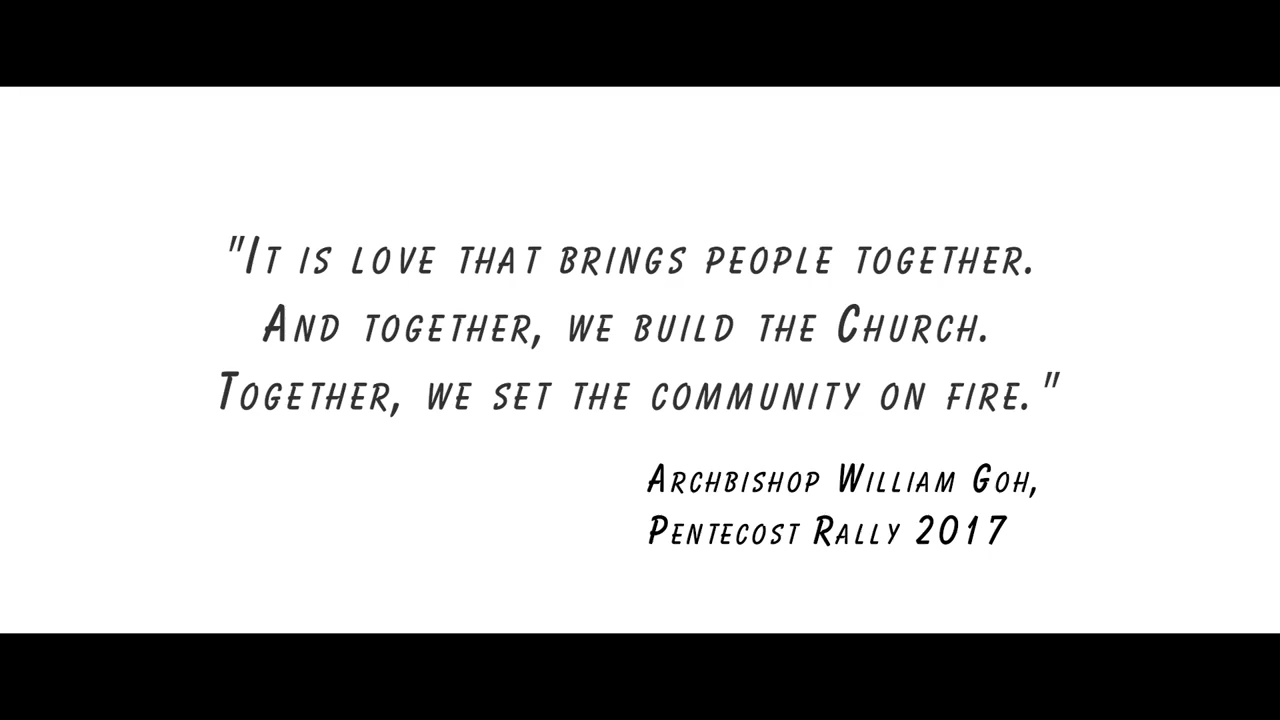 "It is love that brings people together.
And together, we build the Church.
Together, we set the community on fire."
Archbishop William Goh,
Pentecost Rally 2017